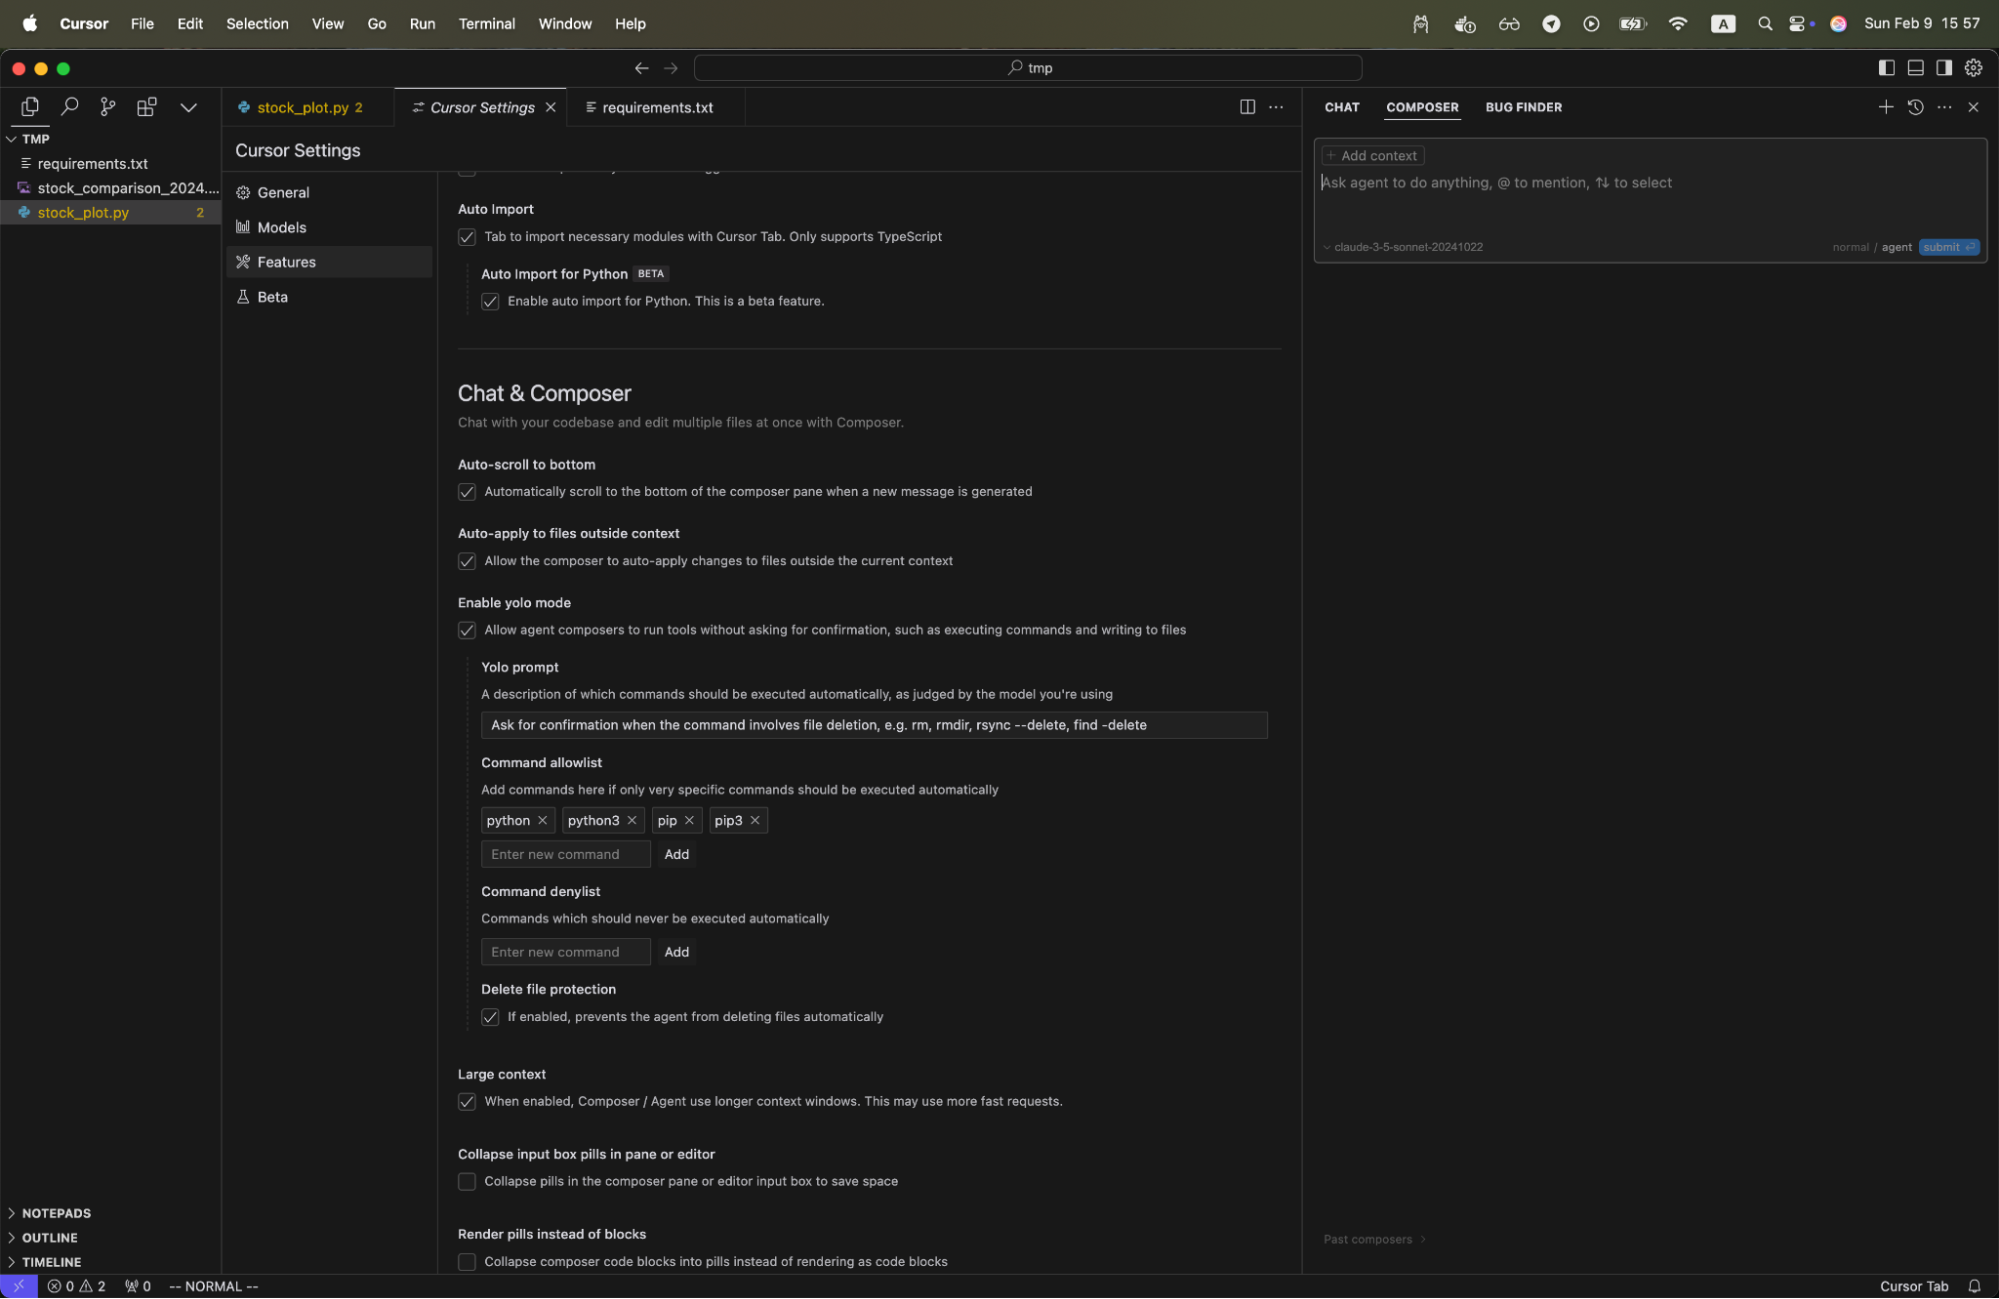 Cursor File Edit Selection View Go Run Terminal Window Help
A Sun Feb 9 15 57
tmp
stock_plot.py 2
Cursor Settings
requirements.txt
CHAT COMPOSER BUG FINDER
TMP
requirements.txt
stock_comparison_2024....
stock_plot.py 2
Cursor Settings
General
Models
Features
Beta
Auto Import
Tab to import necessary modules with Cursor Tab. Only supports TypeScript
Auto Import for Python BETA
Enable auto import for Python. This is a beta feature.
Chat & Composer
Chat with your codebase and edit multiple files at once with Composer.
Auto-scroll to bottom
Automatically scroll to the bottom of the composer pane when a new message is generated
Auto-apply to files outside context
Allow the composer to auto-apply changes to files outside the current context
Enable yolo mode
Allow agent composers to run tools without asking for confirmation, such as executing commands and writing to files
Yolo prompt
A description of which commands should be executed automatically, as judged by the model you're using
Ask for confirmation when the command involves file deletion, e.g. rm, rmdir, rsync --delete, find -delete
Command allowlist
Add commands here if only very specific commands should be executed automatically
python python3 pip pip3
Enter new command Add
Command denylist
Commands which should never be executed automatically
Enter new command Add
Delete file protection
If enabled, prevents the agent from deleting files automatically
Large context
When enabled, Composer / Agent use longer context windows. This may use more fast requests.
Collapse input box pills in pane or editor
Collapse pills in the composer pane or editor input box to save space
Render pills instead of blocks
Collapse composer code blocks into pills instead of rendering as code blocks
+ Add context
Ask agent to do anything, @ to mention, ↑↓ to select
claude-3-5-sonnet-20241022
normal / agent submit
Past composers
NOTEPADS
OUTLINE
TIMELINE
0 2 0 -- NORMAL --
Cursor Tab